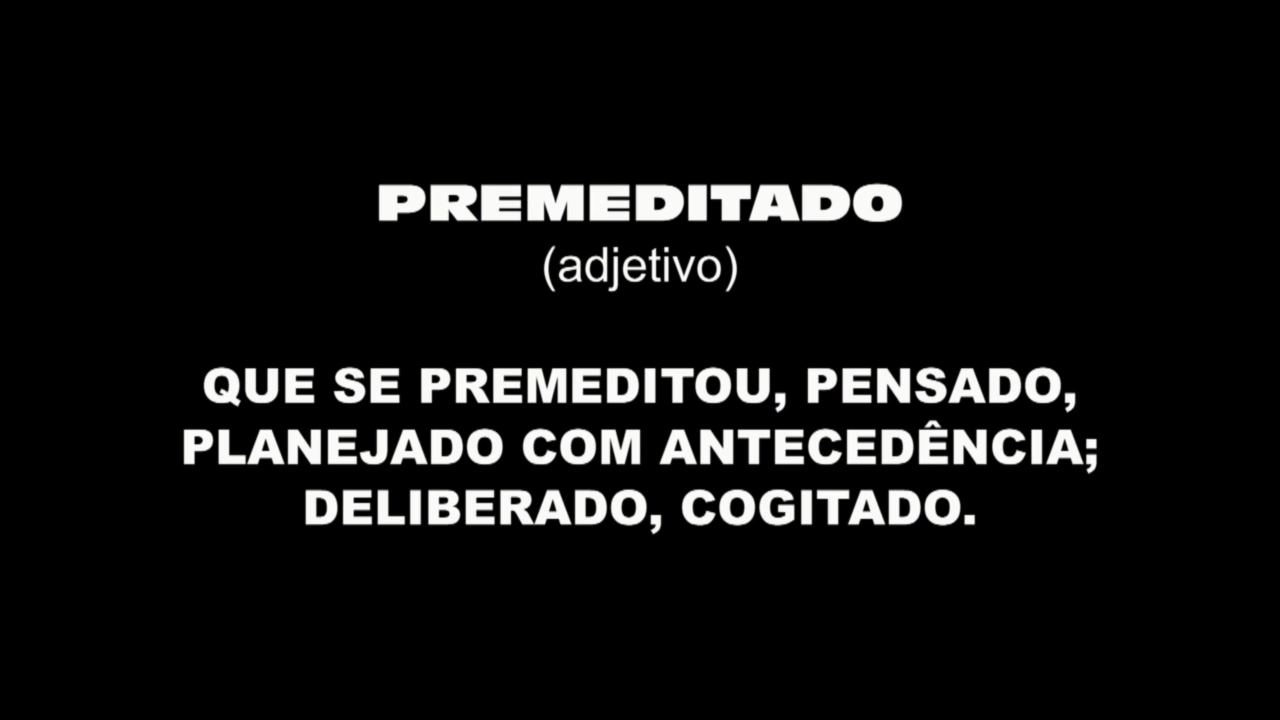 PREMEDITADO
(adjetivo)
QUE SE PREMEDITOU, PENSADO,
PLANEJADO COM ANTECEDÊNCIA;
DELIBERADO, COGITADO.